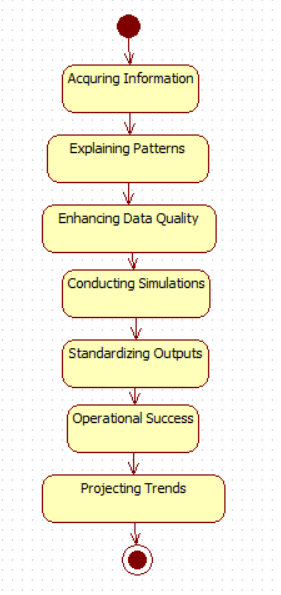 Acquring Information
Explaining Patterns
Enhancing Data Quality
Conducting Simulations
Standardizing Outputs
Operational Success
Projecting Trends